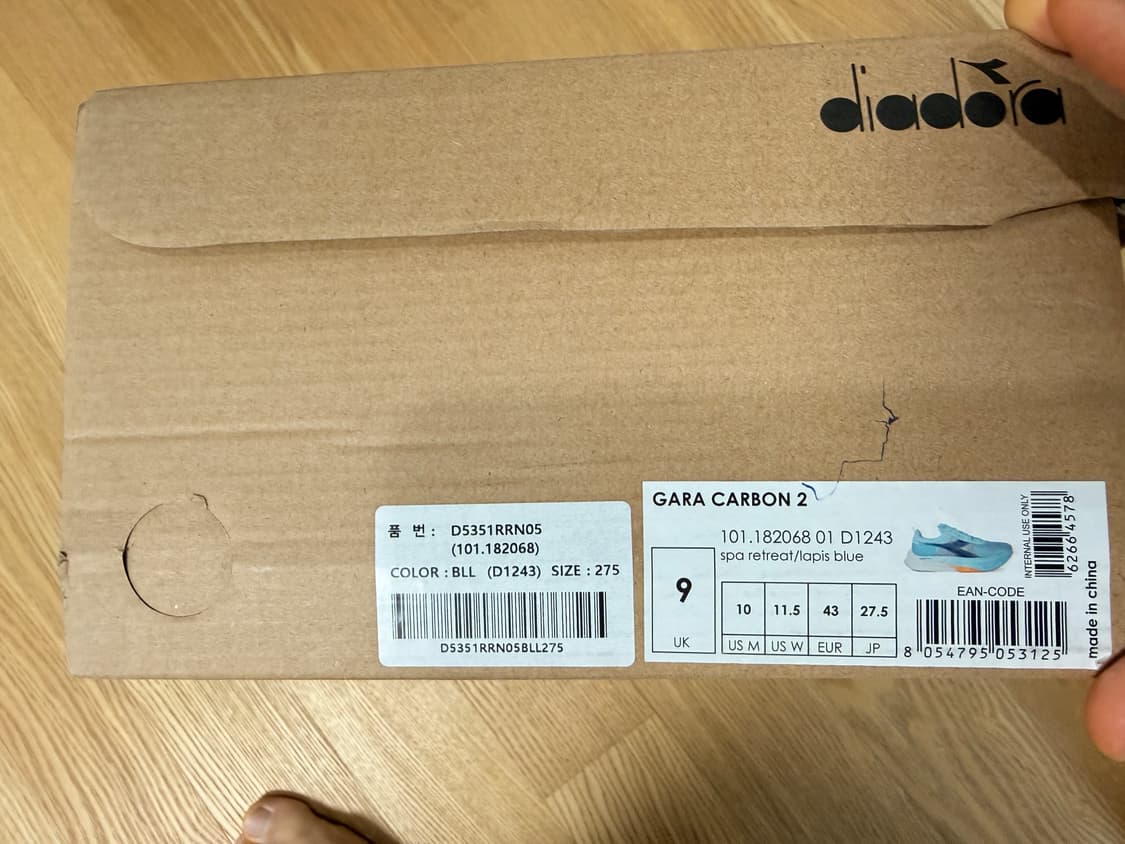 diadora
품 번 : D5351RRN05
(101.182068)
COLOR : BLL (D1243) SIZE : 275
D5351RRN05BLL275
GARA CARBON 2
101.182068 01 D1243
spa retreat/lapis blue
9
UK
10 11.5 43 27.5
US M US W EUR JP
INTERNAL USE ONLY
62664578
EAN-CODE
8 054795 053125
made in china